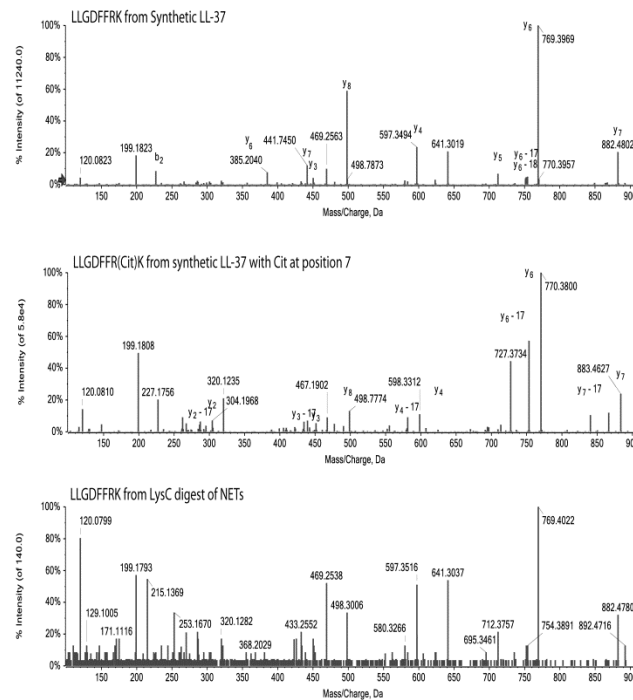 LLGDFFRK from Synthetic LL-37
% Intensity (of 11240.0)
100%
80%
60%
40%
20%
0%
120.0823
199.1823
b2
y6
385.2040
441.7450
y7
y3
469.2563
y8
498.7873
597.3494
y4
641.3019
y5
y6 -17
y6 -18
y6
769.3969
770.3957
y7
882.4802
150 200 250 300 350 400 450 500 550 600 650 700 750 800 850 900
Mass/Charge, Da
LLGDFFR(Cit)K from synthetic LL-37 with Cit at position 7
% Intensity (of 5.8e4)
100%
80%
60%
40%
20%
0%
120.0810
199.1808
227.1756
y2 - 17
y2
304.1968
320.1235
y3 - 17
y3
467.1902
y8
498.7774
y4 - 17
598.3312
y4
727.3734
y6 - 17
y6
770.3800
y7 - 17
883.4627
y7
150 200 250 300 350 400 450 500 550 600 650 700 750 800 850 900
Mass/Charge, Da
LLGDFFRK from LysC digest of NETs
% Intensity (of 140.0)
100%
80%
60%
40%
20%
0%
120.0799
129.1005
171.1116
199.1793
215.1369
253.1670
320.1282
368.2029
433.2552
469.2538
498.3006
580.3266
597.3516
641.3037
695.3461
712.3757
754.3891
769.4022
882.4780
892.4716
150 200 250 300 350 400 450 500 550 600 650 700 750 800 850 900
Mass/Charge, Da